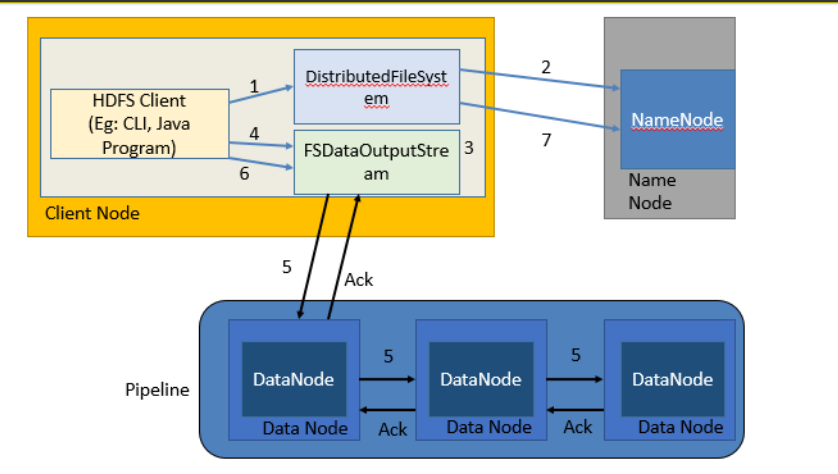 1
DistributedFileSyst
em
2
HDFS Client
(Eg: CLI, Java
Program)
NameNode
4
FSDataOutputStre
am
3
7
6
Name
Node
Client Node
5
Ack
DataNode
5
DataNode
5
DataNode
Pipeline
Data Node
Ack
Data Node
Ack
Data Node